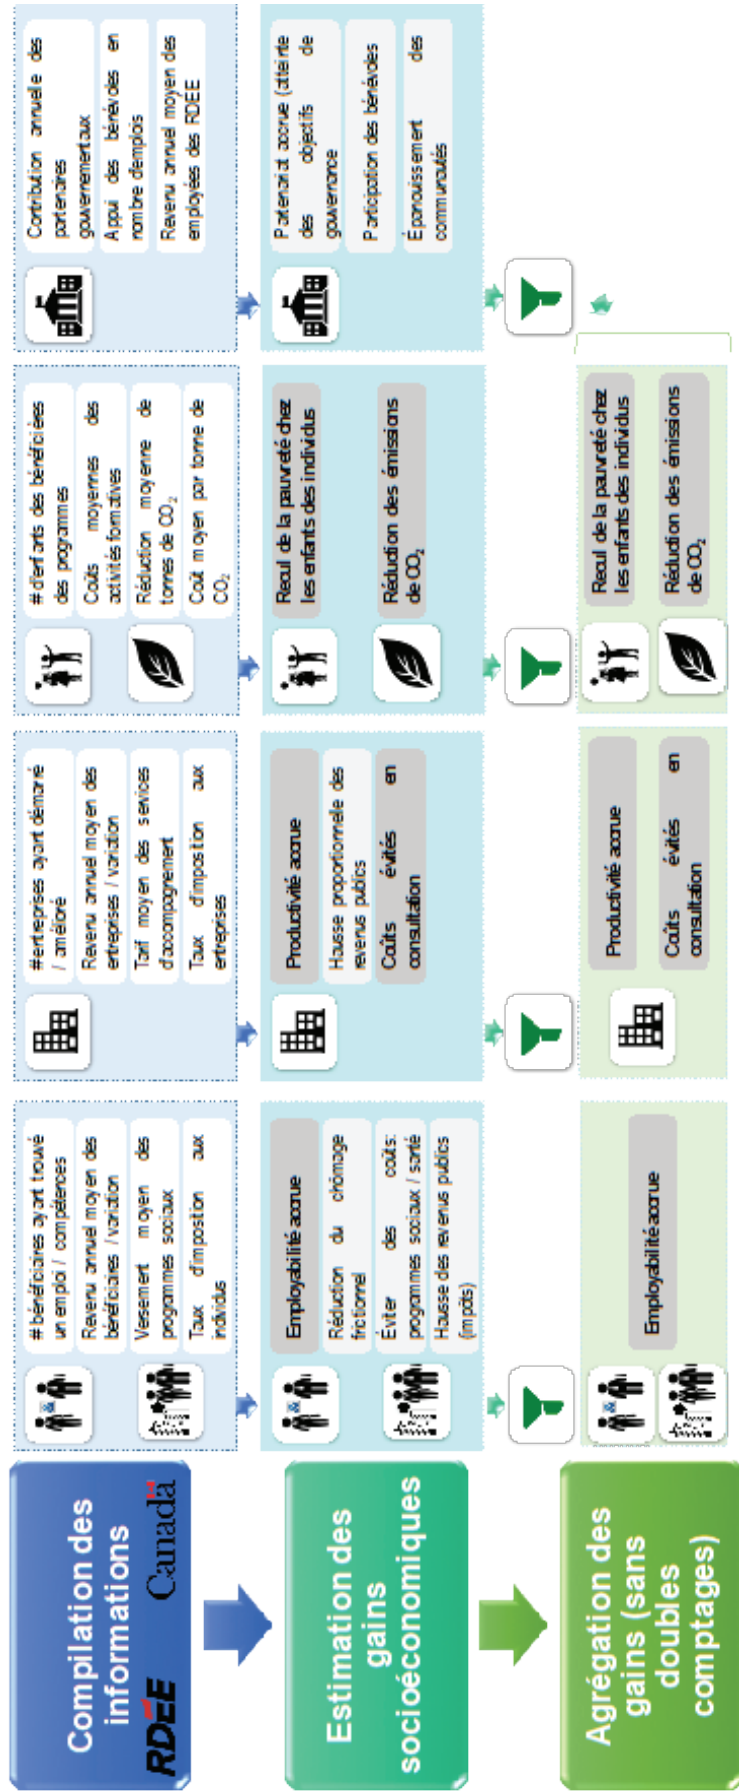 Compilation des
informations
RDÉE Canada
# bénéficiaires ayant trouvé
un emploi / compétences
Revenu annuel moyen des
bénéficiaires / variation
Versement moyen des
programmes sociaux
Taux d'imposition aux
individus
#entreprises ayant démarré
/ amélioré
Revenu annuel moyen des
entreprises / variation
Tarif moyen des services
d'accompagnement
Taux d'imposition aux
entreprises
# d'enfants des bénéficières
des programmes
Coûts moyennes des
activités formatives
Réduction moyenne de
tonnes de CO₂
Coût moyen par tonne de
CO₂
Contribution annuelle des
partenaires
gouvernementaux
Appui des bénévoles en
nombre d'emplois
Revenu annuel moyen des
employées des RDEE
Estimation des
gains
socioéconomiques
Employabilité accrue
Réduction du chômage
frictionnel
Éviter des coûts:
programmes sociaux / santé
Hausse des revenus publics
(impôts)
Productivité accrue
Hausse proportionnelle des
revenus publics
Coûts évités en
consultation
Recul de la pauvreté chez
les enfants des individus
Réduction des émissions
de CO₂
Partenariat accrue (atteinte
des objectifs de
gouvernance
Participation des bénévoles
Épanouissement des
communautés
Agrégation des
gains (sans
doubles
comptages)
Employabilité accrue
Productivité accrue
Coûts évités en
consultation
Recul de la pauvreté chez
les enfants des individus
Réduction des émissions
de CO₂